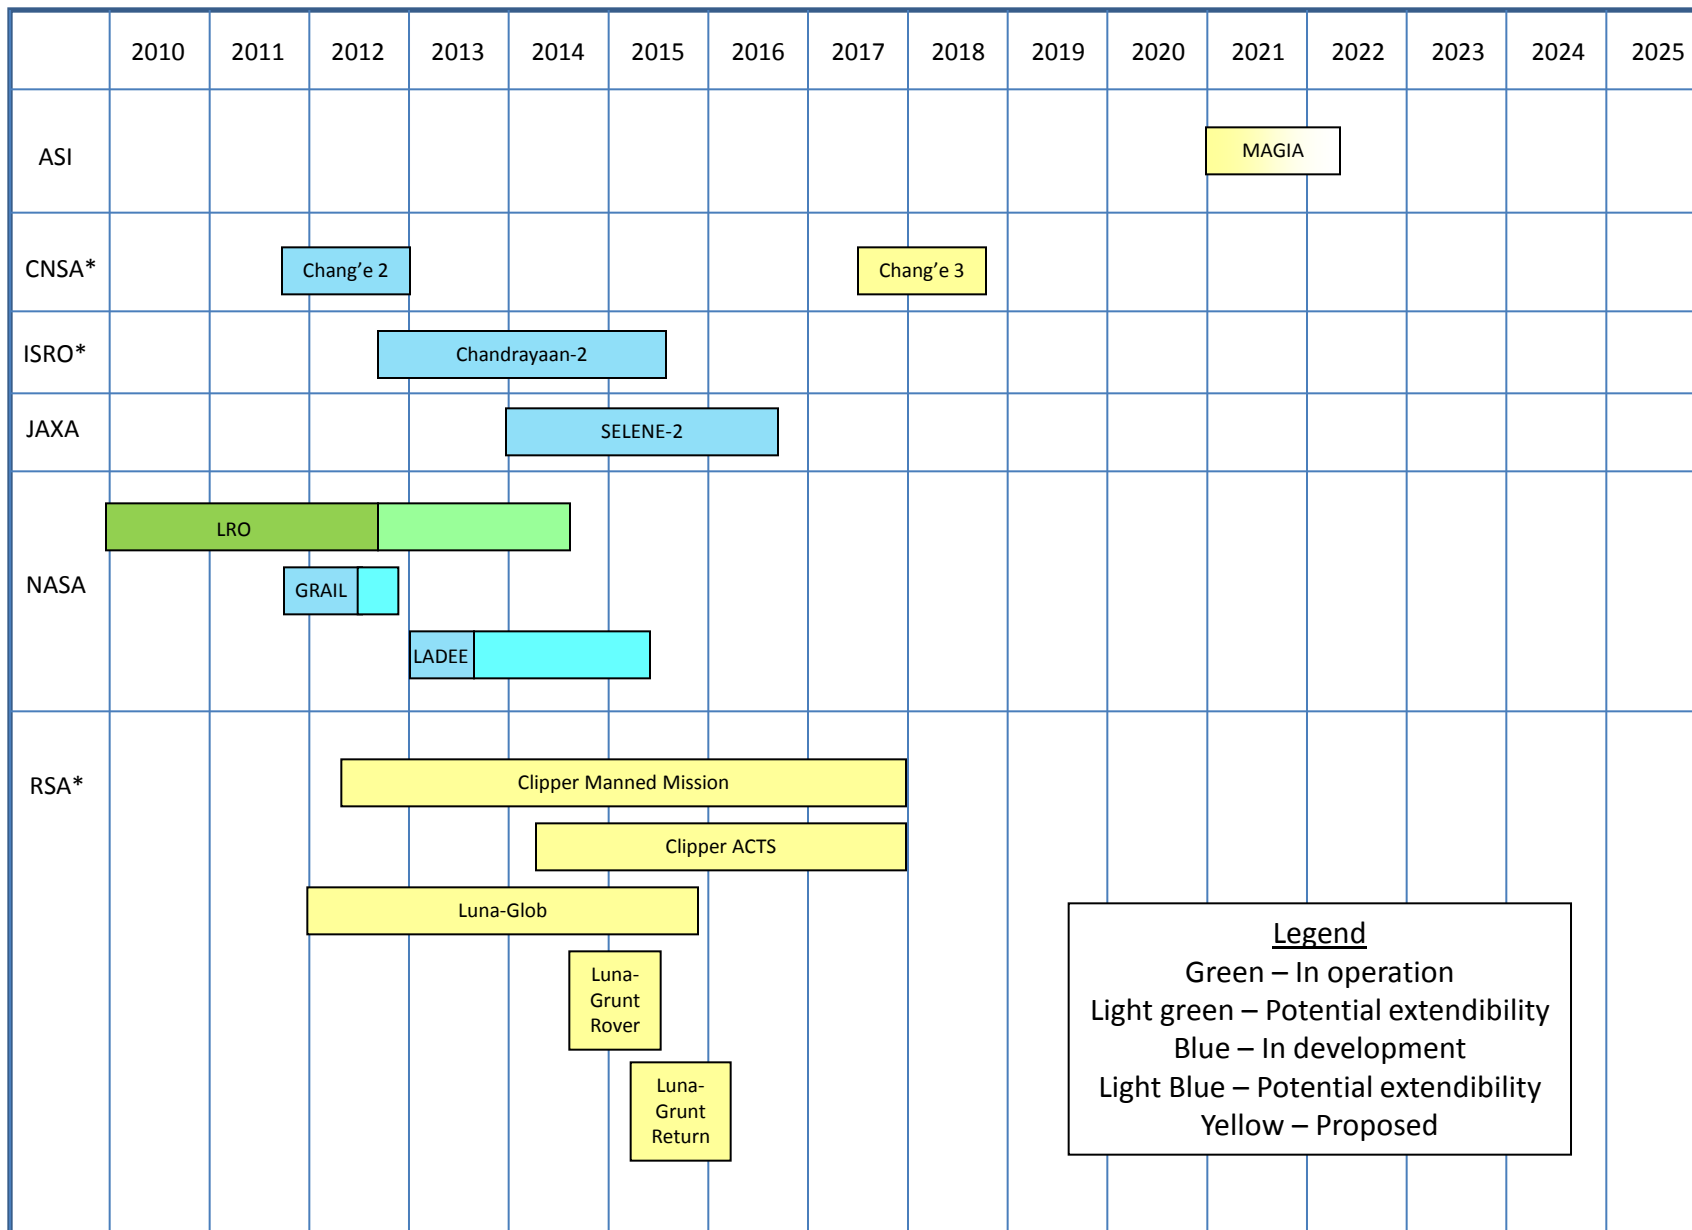 2010 2011 2012 2013 2014 2015 2016 2017 2018 2019 2020 2021 2022 2023 2024 2025
ASI
MAGIA
CNSA*
Chang’e 2
Chang’e 3
ISRO*
Chandrayaan-2
JAXA
SELENE-2
NASA
LRO
GRAIL
LADEE
RSA*
Clipper Manned Mission
Clipper ACTS
Luna-Glob
Luna-
Grunt
Rover
Luna-
Grunt
Return
Legend
Green – In operation
Light green – Potential extendibility
Blue – In development
Light Blue – Potential extendibility
Yellow – Proposed